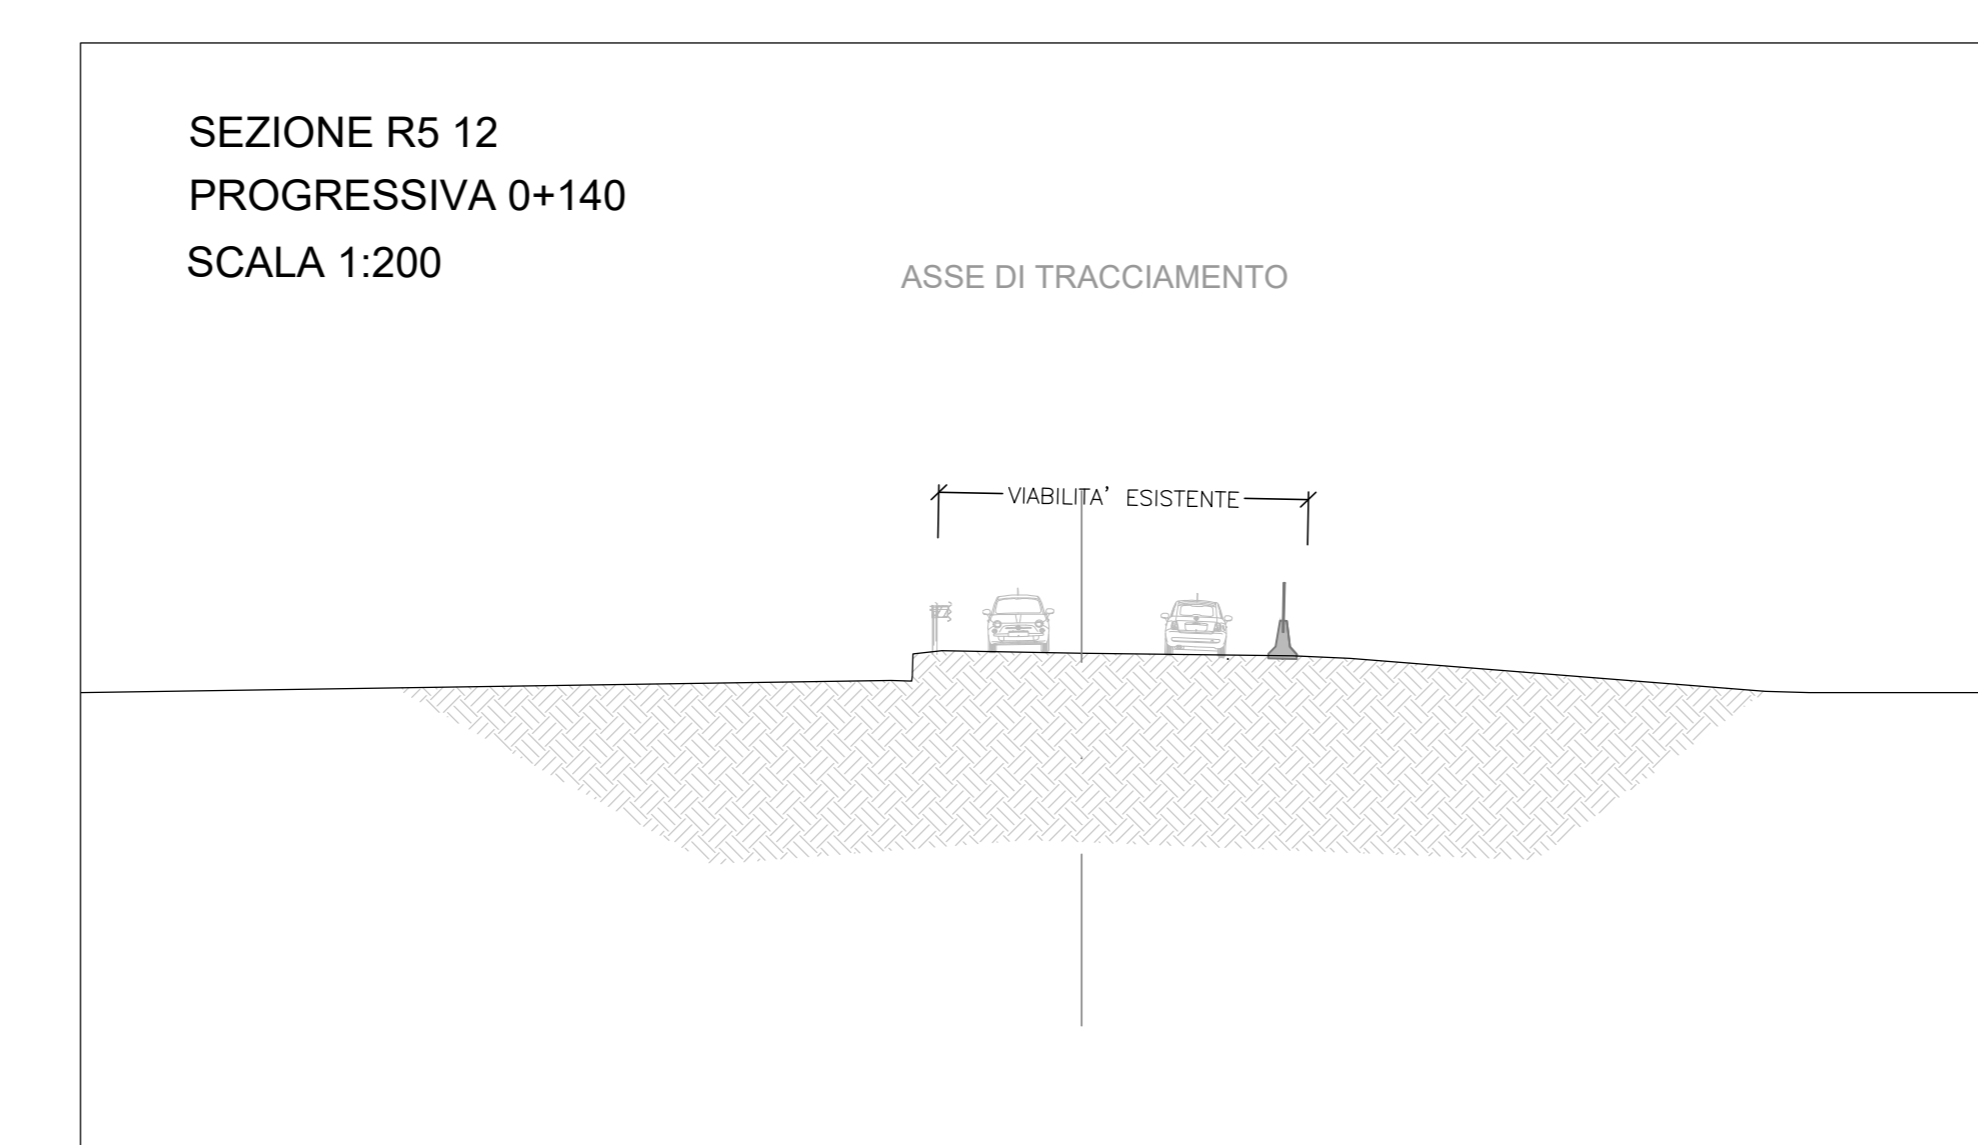 SEZIONE R5 12
PROGRESSIVA 0+140
SCALA 1:200
ASSE DI TRACCIAMENTO
VIABILITA' ESISTENTE